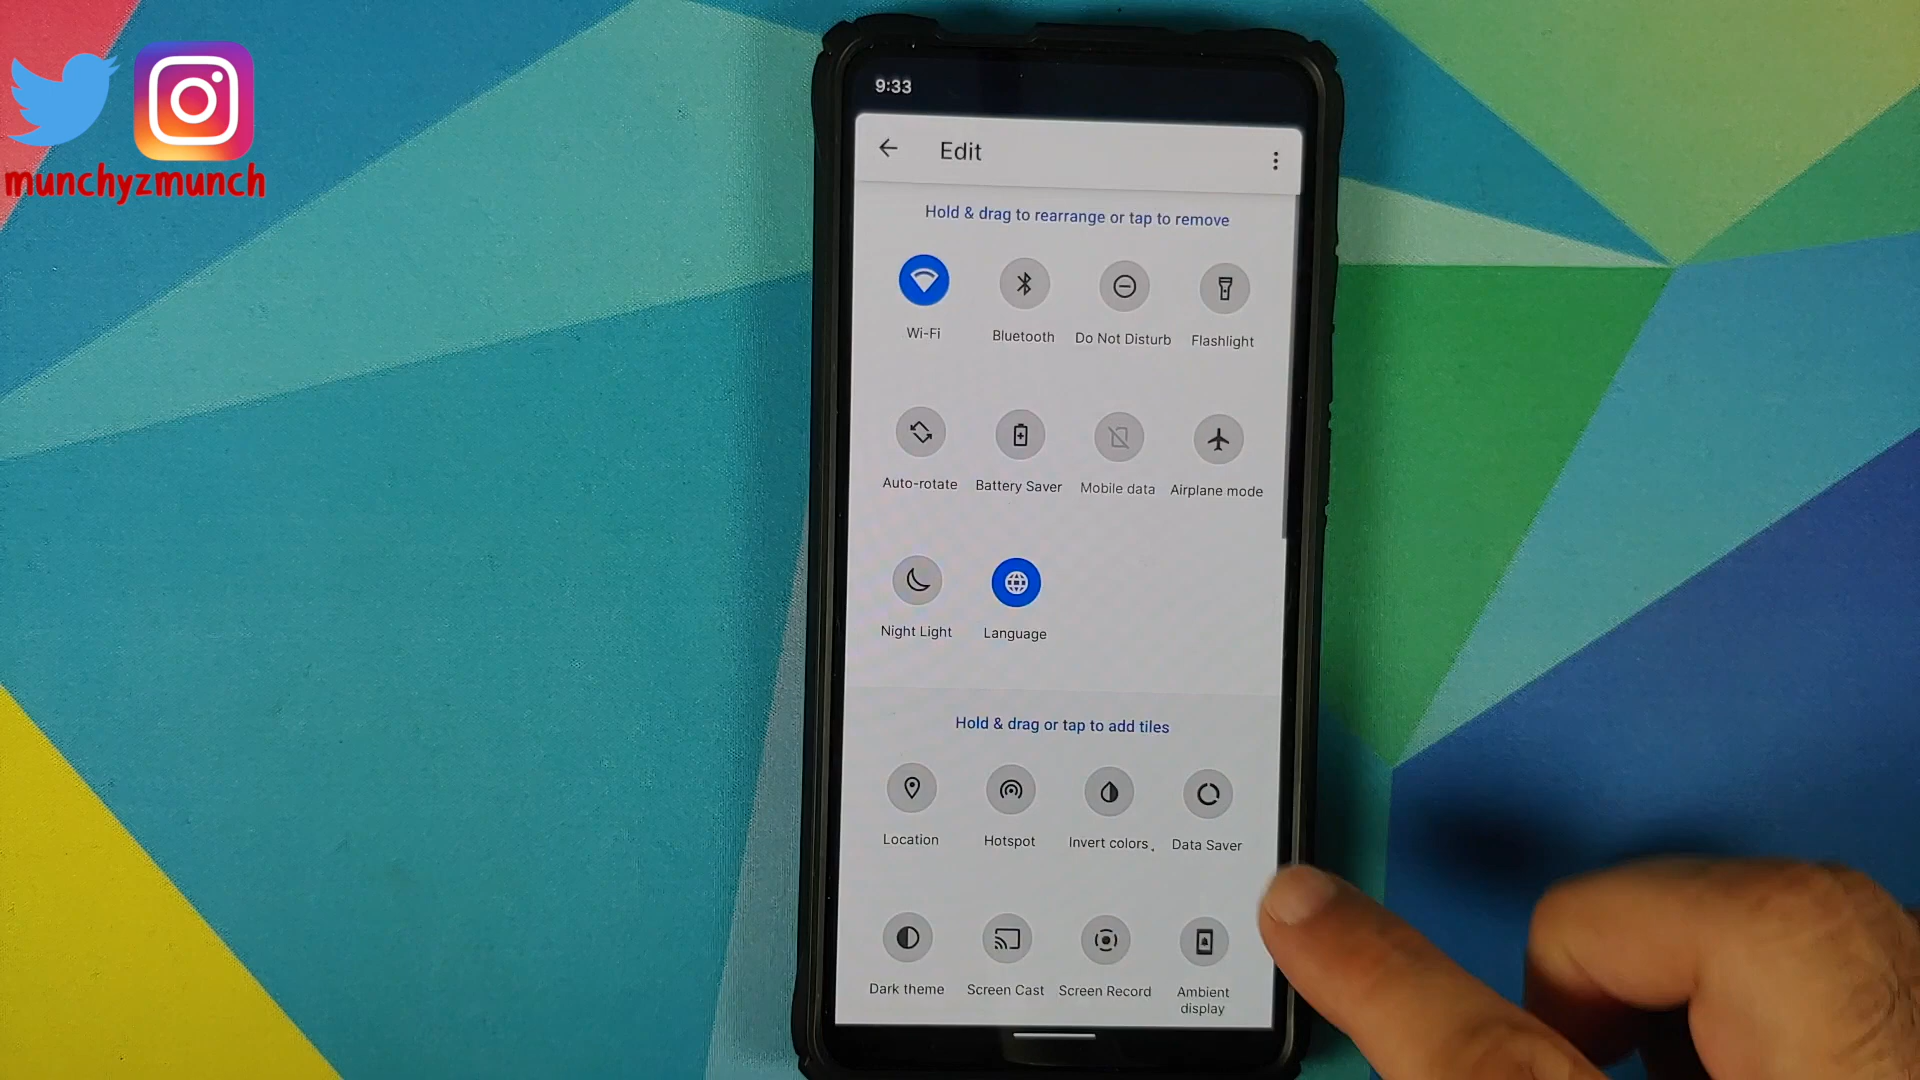 munchyzmunch
9:33
Edit
Hold & drag to rearrange or tap to remove
Wi-Fi
Bluetooth
Do Not Disturb
Flashlight
Auto-rotate
Battery Saver
Mobile data
Airplane mode
Night Light
Language
Hold & drag or tap to add tiles
Location
Hotspot
Invert colors
Data Saver
Dark theme
Screen Cast
Screen Record
Ambient
display